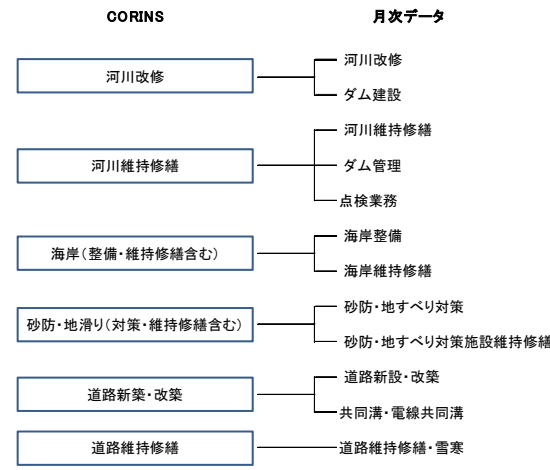 CORINS 月次データ
河川改修
河川改修
ダム建設
河川維持修繕
河川維持修繕
ダム管理
点検業務
海岸(整備・維持修繕含む)
海岸整備
海岸維持修繕
砂防・地滑り(対策・維持修繕含む)
砂防・地すべり対策
砂防・地すべり対策施設維持修繕
道路新築・改築
道路新設・改築
共同溝・電線共同溝
道路維持修繕
道路維持修繕・雪寒